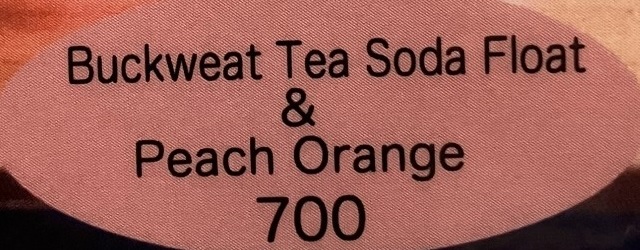 Buckweat Tea Soda Float
&
Peach Orange
700